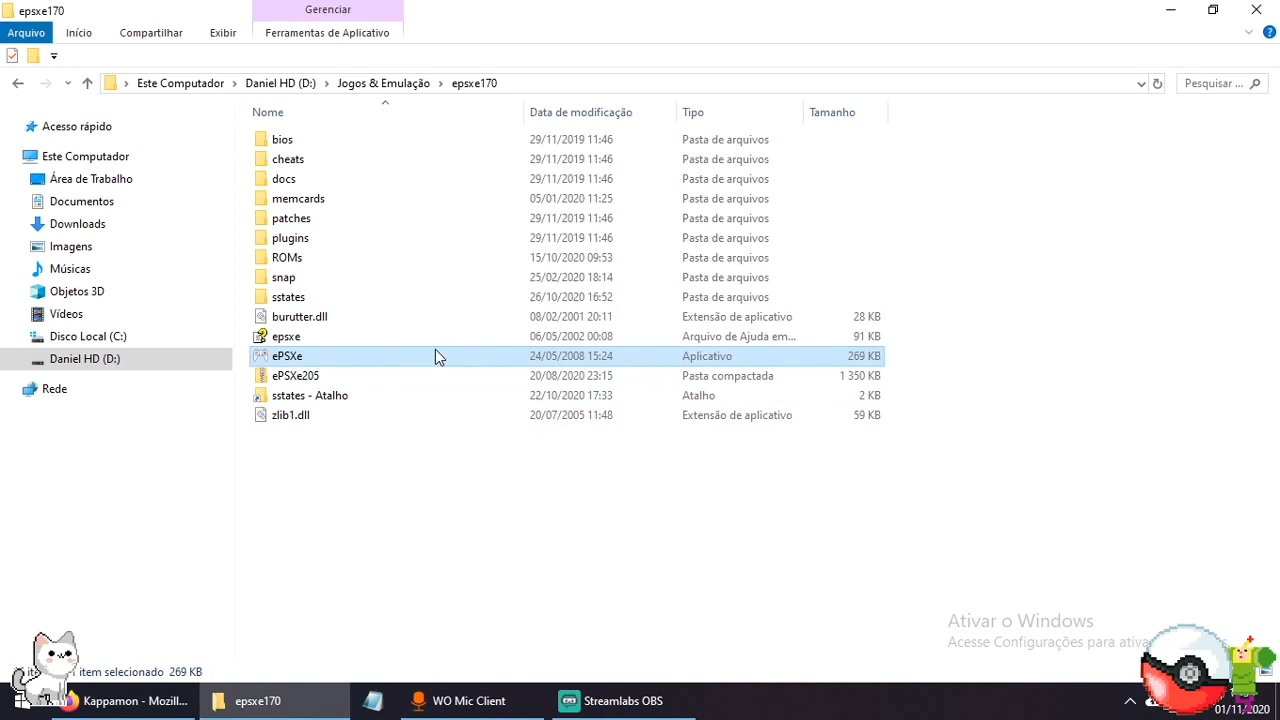 epsxe170
Gerenciar
Arquivo Início Compartilhar Exibir Ferramentas de Aplicativo
Este Computador Daniel HD (D:) Jogos & Emulação epsxe170 Pesquisar ...
Nome Data de modificação Tipo Tamanho
Acesso rápido
Este Computador
Área de Trabalho
Documentos
Downloads
Imagens
Músicas
Objetos 3D
Vídeos
Disco Local (C:)
Daniel HD (D:)
Rede
bios 29/11/2019 11:46 Pasta de arquivos
cheats 29/11/2019 11:46 Pasta de arquivos
docs 29/11/2019 11:46 Pasta de arquivos
memcards 05/01/2020 11:25 Pasta de arquivos
patches 29/11/2019 11:46 Pasta de arquivos
plugins 29/11/2019 11:46 Pasta de arquivos
ROMs 15/10/2020 09:53 Pasta de arquivos
snap 25/02/2020 18:14 Pasta de arquivos
sstates 26/10/2020 16:52 Pasta de arquivos
burutter.dll 08/02/2001 20:11 Extensão de aplicativo 28 KB
epsxe 06/05/2002 00:08 Arquivo de Ajuda em... 91 KB
ePSXe 24/05/2008 15:24 Aplicativo 269 KB
ePSXe205 20/08/2020 23:15 Pasta compactada 1 350 KB
sstates - Atalho 22/10/2020 17:33 Atalho 2 KB
zlib1.dll 20/07/2005 11:48 Extensão de aplicativo 59 KB
Ativar o Windows
Acesse Configurações para
item selecionado 269 KB
Kappamon - Mozill... epsxe170 WO Mic Client Streamlabs OBS
01/11/2020